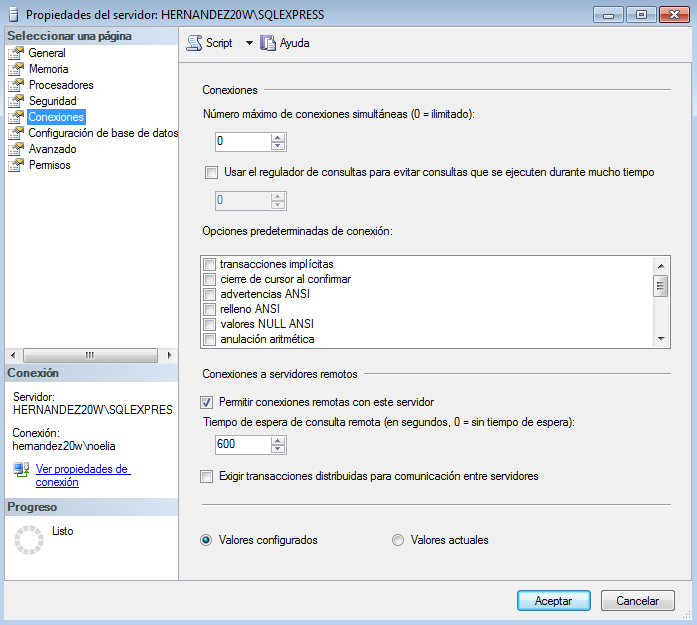 Propiedades del servidor: HERNANDEZ20W\SQLEXPRESS
Seleccionar una página
General
Memoria
Procesadores
Seguridad
Conexiones
Configuración de base de datos
Avanzado
Permisos
Conexión
Servidor:
HERNANDEZ20W\SQLEXPRESS
Conexión:
hernandez20w\noelia
Ver propiedades de
conexión
Progreso
Listo
Script
Ayuda
Conexiones
Número máximo de conexiones simultáneas (0 = ilimitado):
0
Usar el regulador de consultas para evitar consultas que se ejecuten durante mucho tiempo
0
Opciones predeterminadas de conexión:
transacciones implícitas
cierre de cursor al confirmar
advertencias ANSI
relleno ANSI
valores NULL ANSI
anulación aritmética
Conexiones a servidores remotos
Permitir conexiones remotas con este servidor
Tiempo de espera de consulta remota (en segundos, 0 = sin tiempo de espera):
600
Exigir transacciones distribuidas para comunicación entre servidores
Valores configurados
Valores actuales
Aceptar
Cancelar